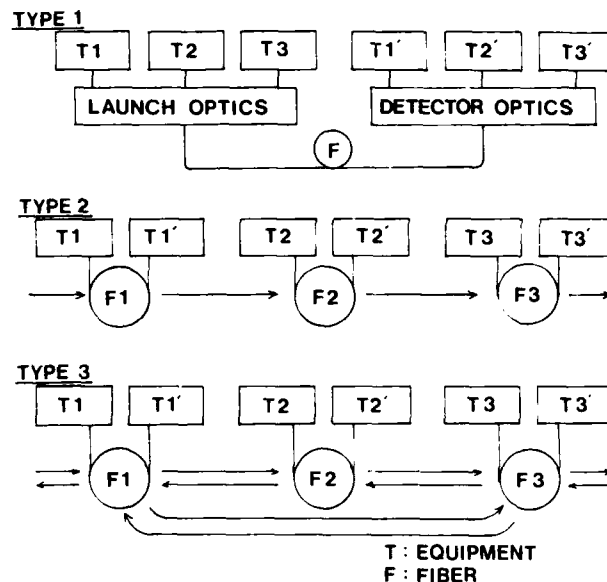 TYPE 1
T1 T2 T3 T1′ T2′ T3′
LAUNCH OPTICS DETECTOR OPTICS
F
TYPE 2
T1 T1′ T2 T2′ T3 T3′
F1 F2 F3
TYPE 3
T1 T1′ T2 T2′ T3 T3′
F1 F2 F3
T : EQUIPMENT
F : FIBER